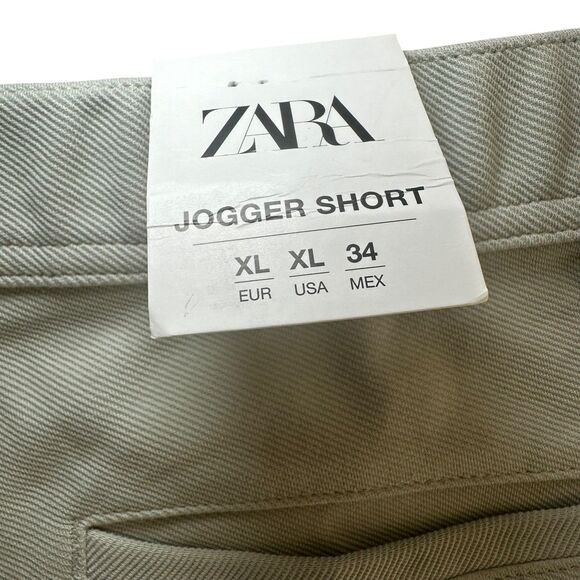 ZARA
JOGGER SHORT
XL XL 34
EUR USA MEX